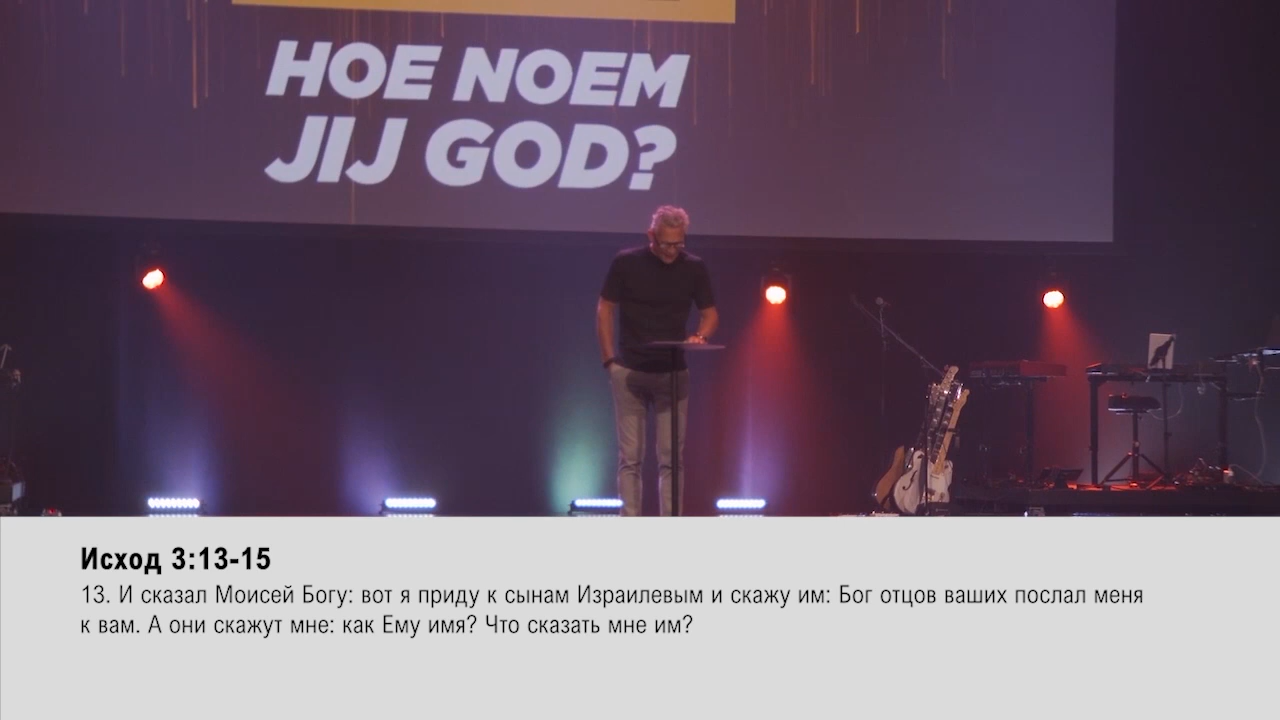 HOE NOEM
JIJ GOD?
Исход 3:13-15
13. И сказал Моисей Богу: вот я приду к сынам Израилевым и скажу им: Бог отцов ваших послал меня
к вам. А они скажут мне: как Ему имя? Что сказать мне им?